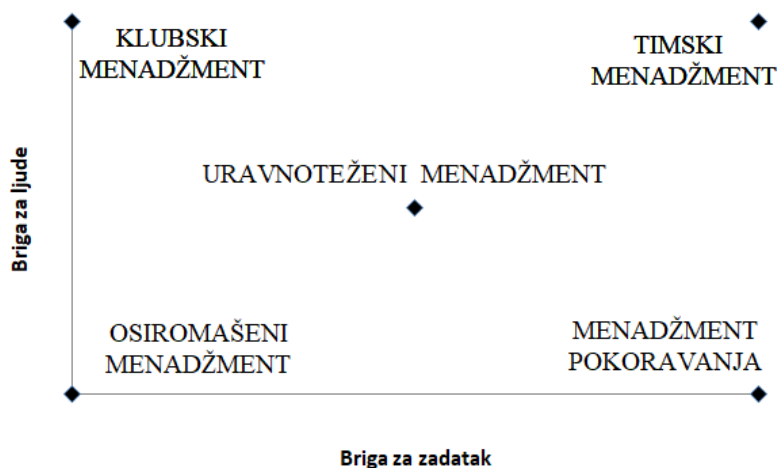 KLUBSKI
MENADŽMENT
TIMSKI
MENADŽMENT
URAVNOTEŽENI MENADŽMENT
Briga za ljude
OSIROMAŠENI
MENADŽMENT
MENADŽMENT
POKORAVANJA
Briga za zadatak